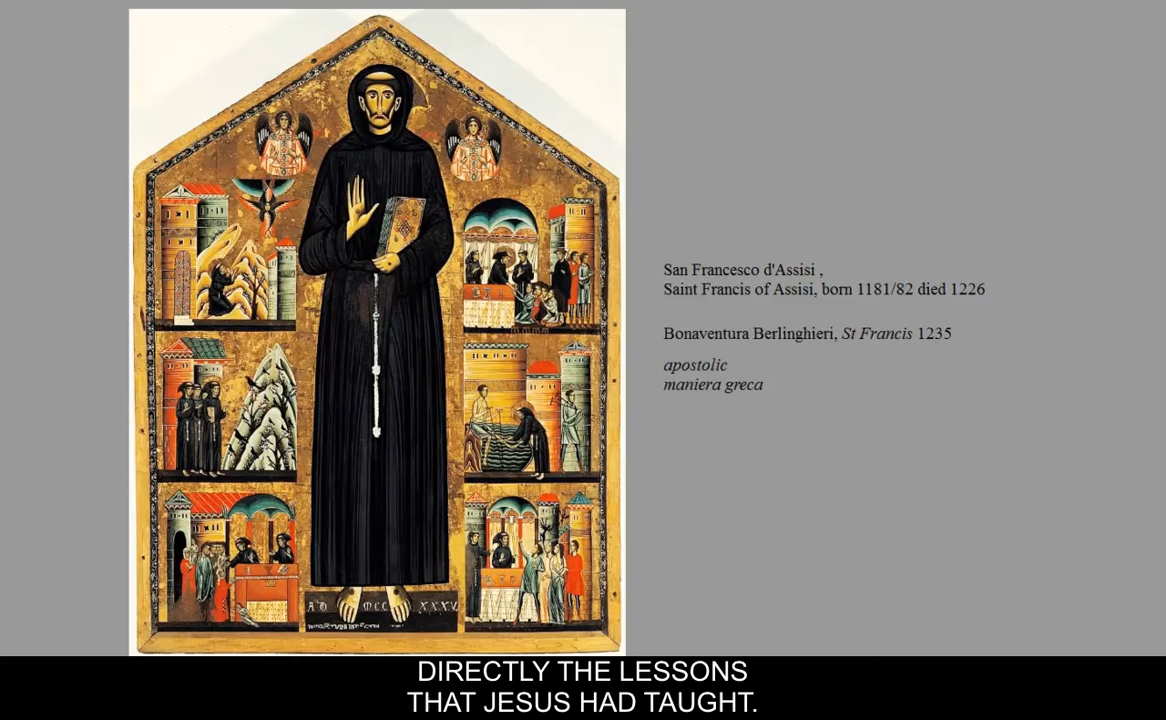 San Francesco d'Assisi ,
Saint Francis of Assisi, born 1181/82 died 1226
Bonaventura Berlinghieri, St Francis 1235
apostolic
maniera greca
A D MCC XXXV
DIRECTLY THE LESSONS
THAT JESUS HAD TAUGHT.